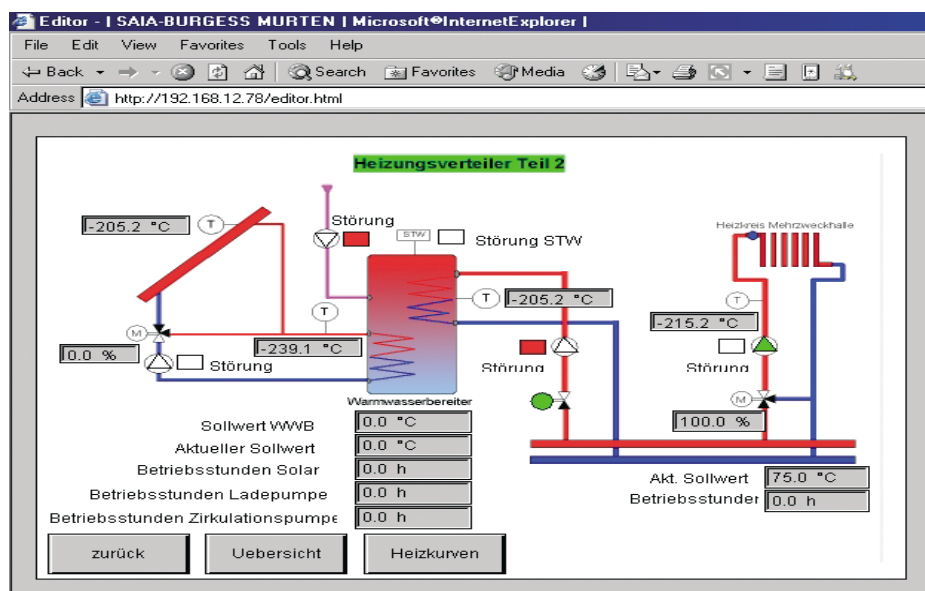 Editor - | SAIA-BURGESS MURTEN | Microsoft®InternetExplorer |
File Edit View Favorites Tools Help
Back Search Favorites Media
Address http://192.168.12.78/editor.html
Heizungsverteiler Teil 2
-205.2 °C
T
Störung
STW
Störung STW
Heizkreis Mehrzweckhalle
T
-205.2 °C
T
T
-215.2 °C
M
0.0 %
Störung
-239.1 °C
Störung
Störung
M
100.0 %
Warmwasserbereiter
Sollwert WWB 0.0 °C
Aktueller Sollwert 0.0 °C
Betriebsstunden Solar 0.0 h
Betriebsstunden Ladepumpe 0.0 h
Betriebsstunden Zirkulationspumpe 0.0 h
Akt. Sollwert 75.0 °C
Betriebsstunder 0.0 h
zurück Uebersicht Heizkurven